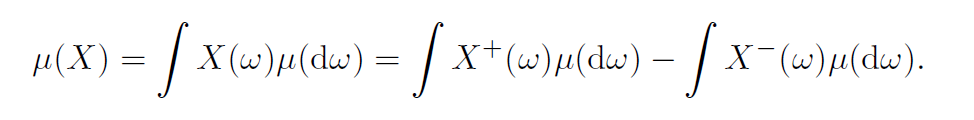 μ(X) = ∫ X(ω)μ(dω) = ∫ X⁺(ω)μ(dω) − ∫ X⁻(ω)μ(dω).